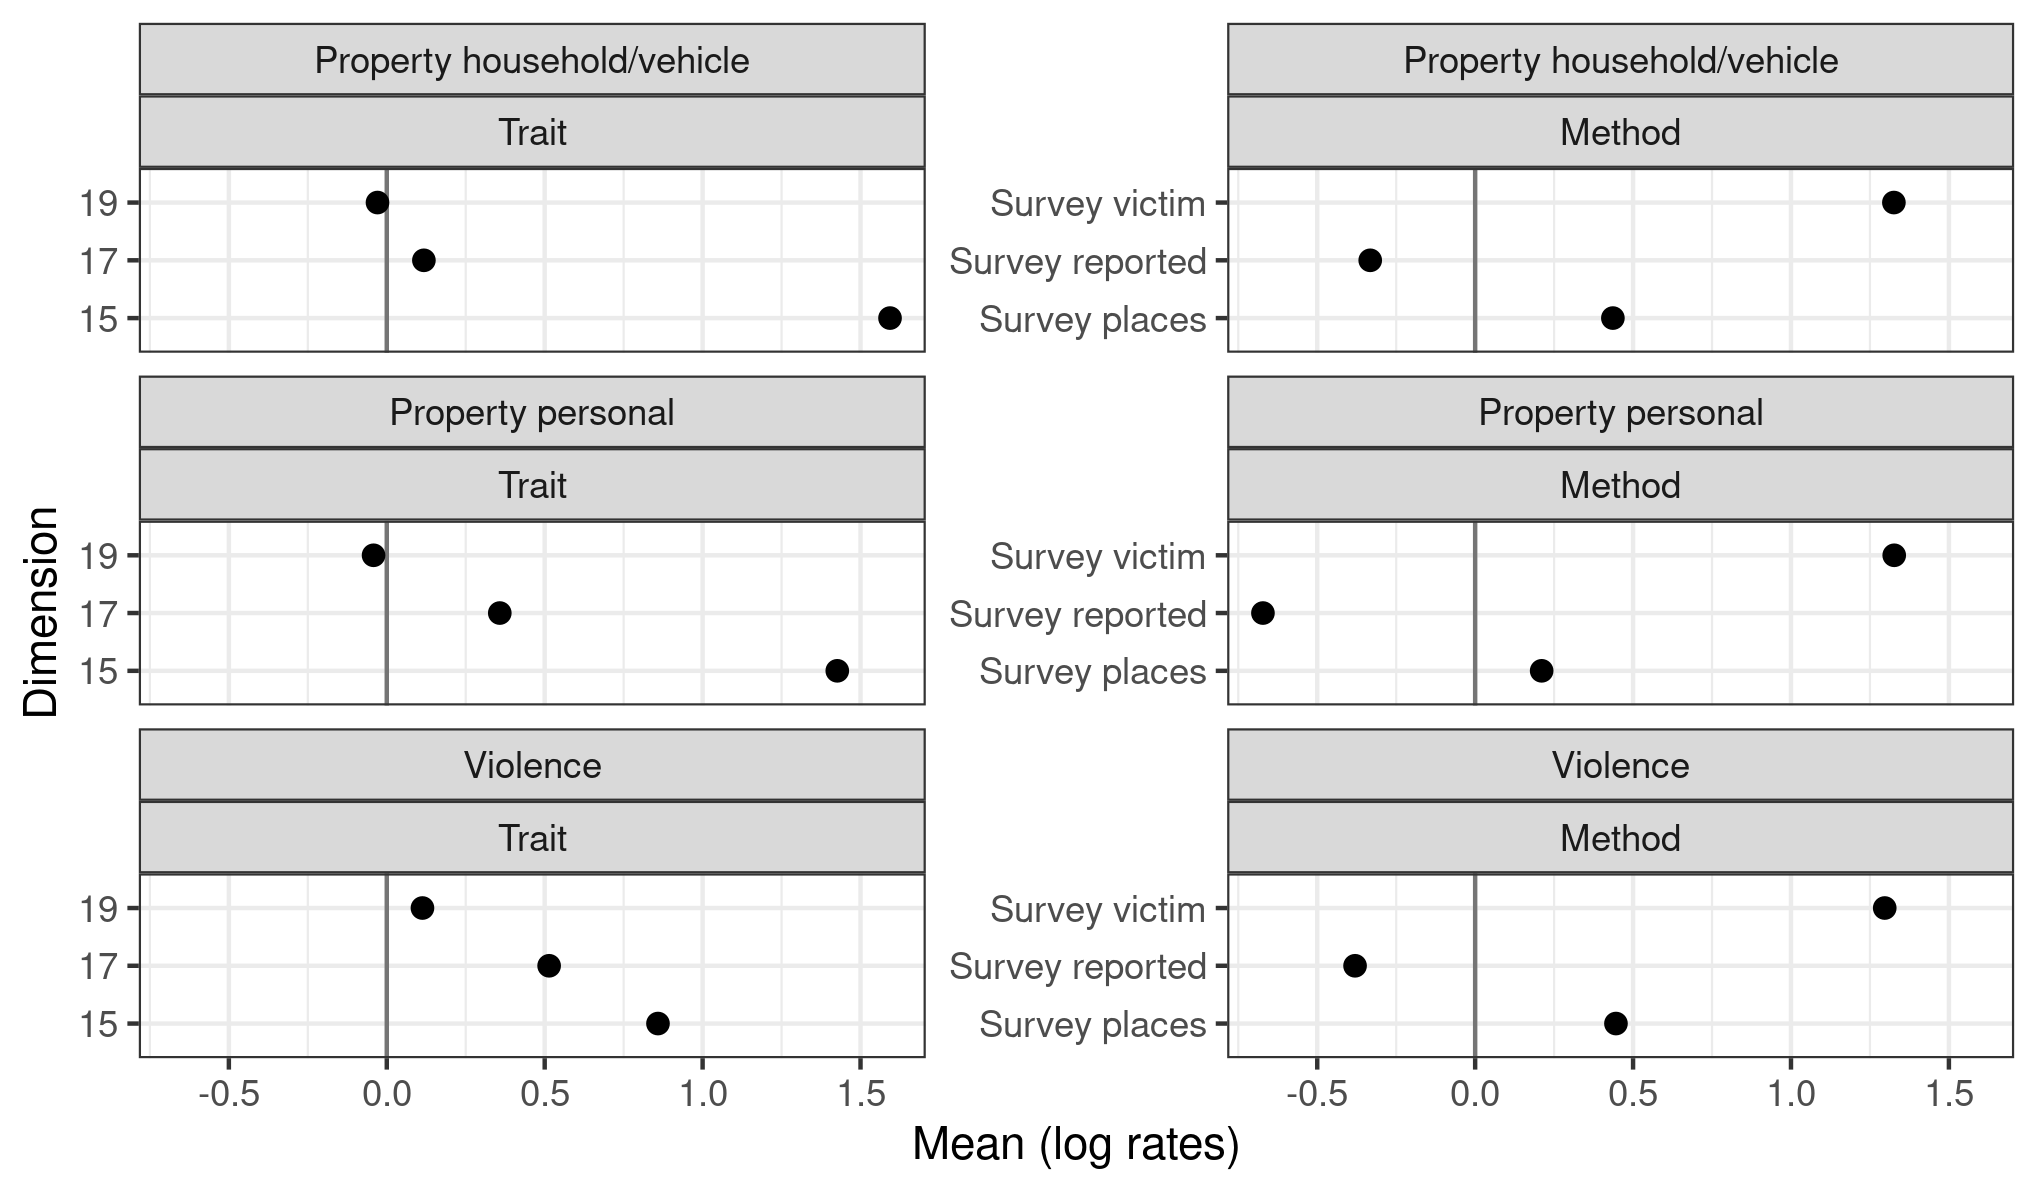 Property household/vehicle
Trait
19
17
15
Property household/vehicle
Method
Survey victim
Survey reported
Survey places
Property personal
Trait
19
17
15
Property personal
Method
Survey victim
Survey reported
Survey places
Violence
Trait
19
17
15
-0.5 0.0 0.5 1.0 1.5
Violence
Method
Survey victim
Survey reported
Survey places
-0.5 0.0 0.5 1.0 1.5
Dimension
Mean (log rates)